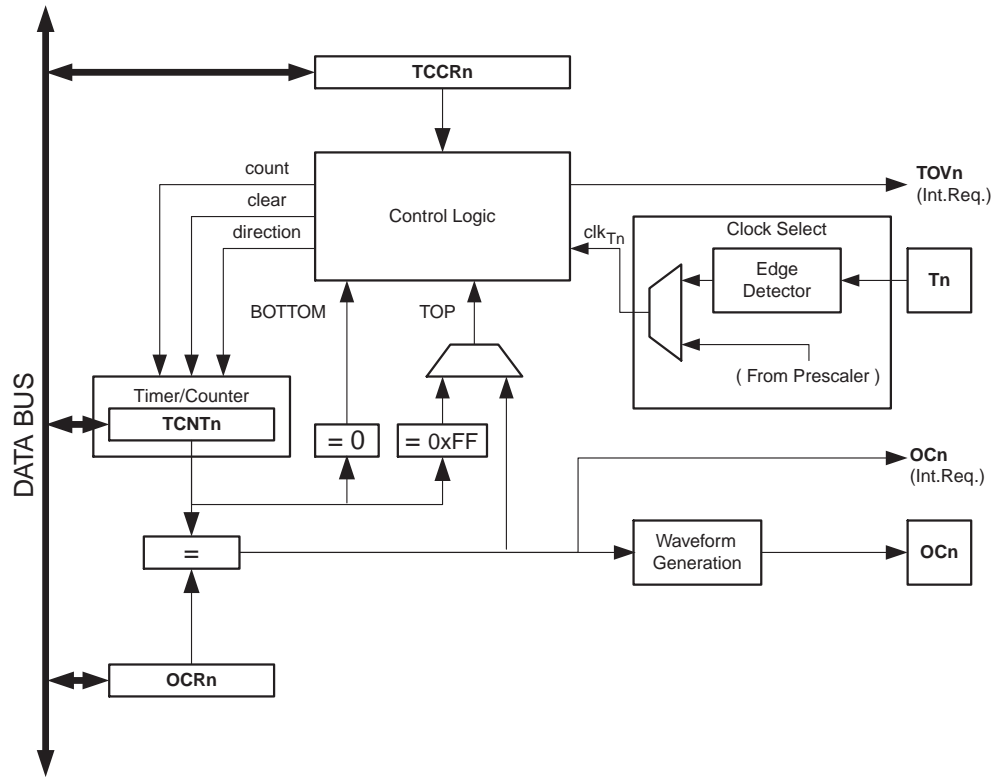 TCCRn
count
clear
direction
Control Logic
TOVn
(Int.Req.)
clkTn
Clock Select
Edge
Detector
Tn
( From Prescaler )
BOTTOM
TOP
DATA BUS
Timer/Counter
TCNTn
= 0
= 0xFF
OCn
(Int.Req.)
=
Waveform
Generation
OCn
OCRn